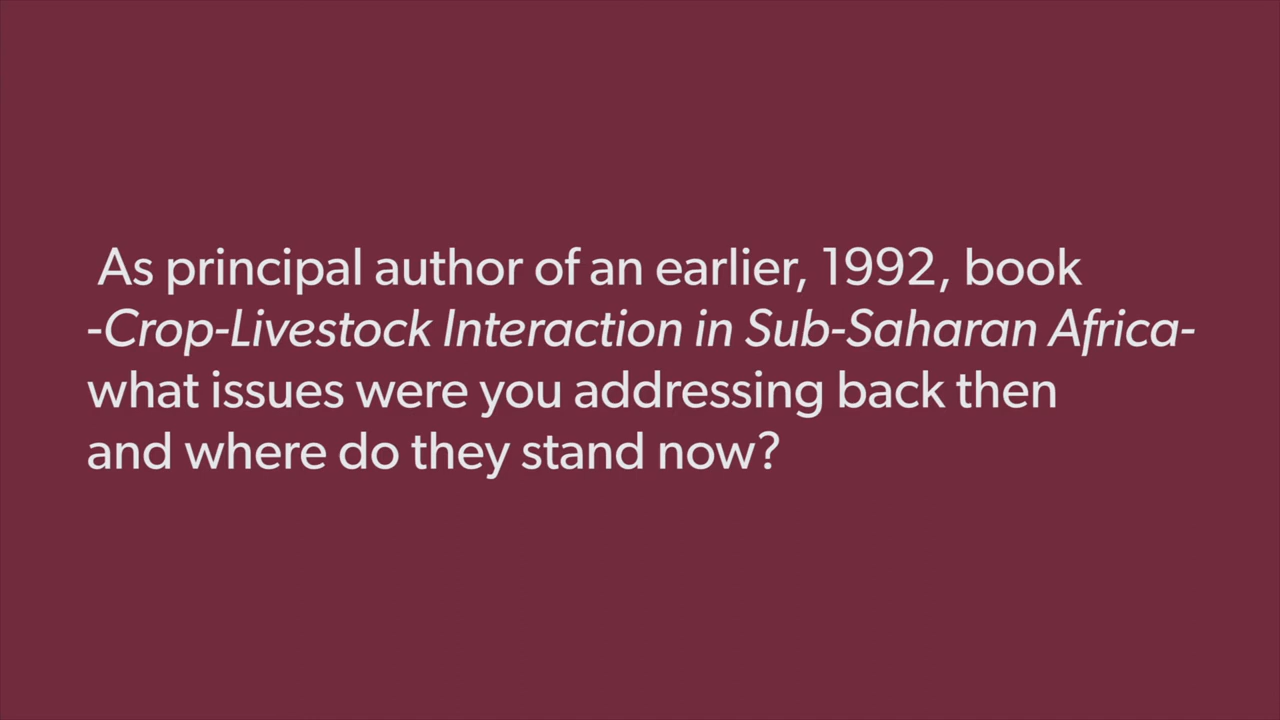 As principal author of an earlier, 1992, book
-Crop-Livestock Interaction in Sub-Saharan Africa-
what issues were you addressing back then
and where do they stand now?